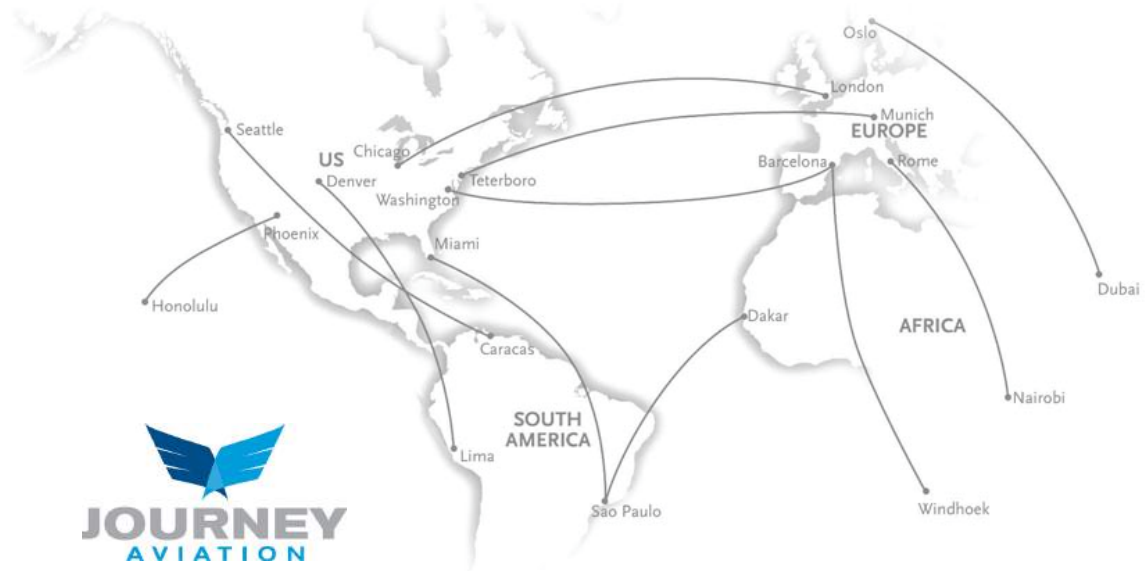 Oslo
London
Seattle
Munich
EUROPE
Chicago
US
Barcelona
Rome
Denver
Teterboro
Washington
Phoenix
Miami
Honolulu
Dubai
Dakar
AFRICA
Caracas
Nairobi
SOUTH
AMERICA
Lima
Sao Paulo
Windhoek
JOURNEY
AVIATION